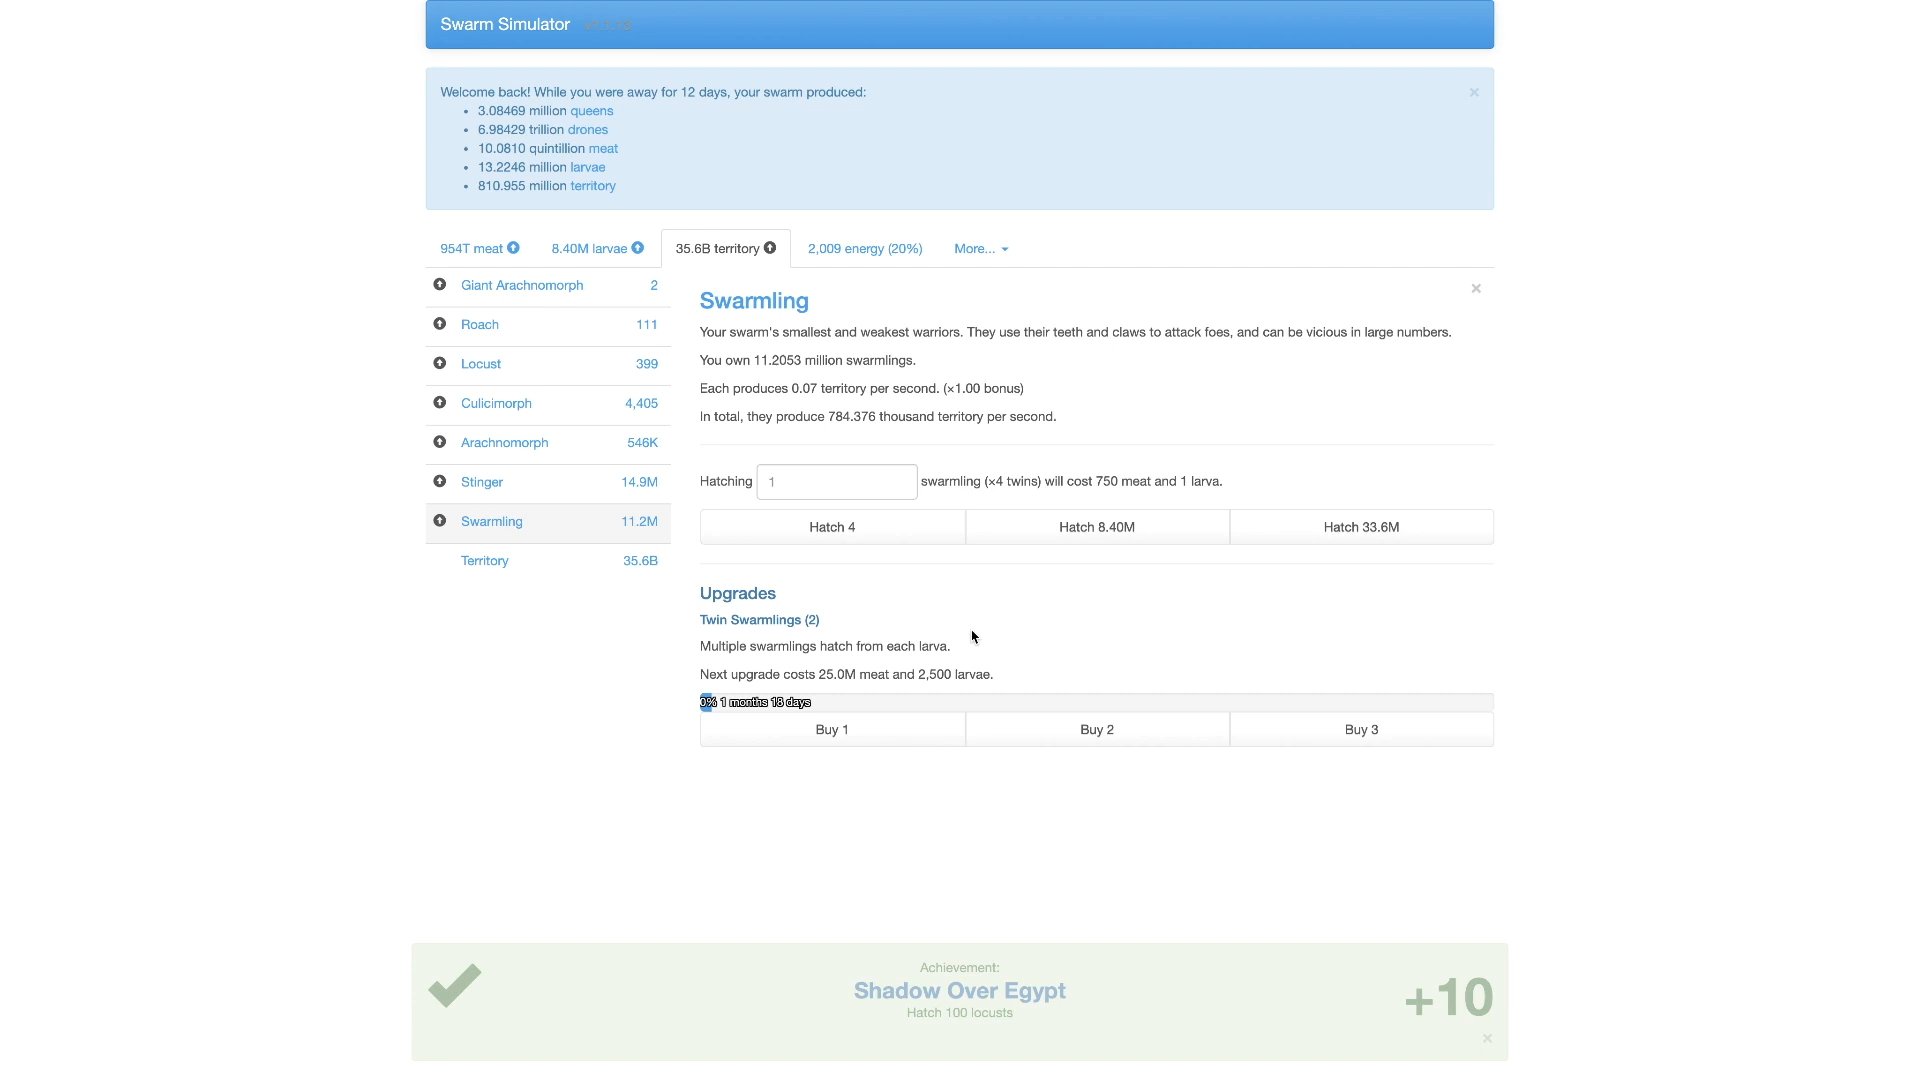 Swarm Simulator
Welcome back! While you were away for 12 days, your swarm produced:
• 3.08469 million queens
• 6.98429 trillion drones
• 10.0810 quintillion meat
• 13.2246 million larvae
• 810.955 million territory
954T meat 8.40M larvae 35.6B territory 2,009 energy (20%) More...
Giant Arachnomorph 2
Roach 111
Locust 399
Culicimorph 4,405
Arachnomorph 546K
Stinger 14.9M
Swarmling 11.2M
Territory 35.6B
Swarmling
Your swarm's smallest and weakest warriors. They use their teeth and claws to attack foes, and can be vicious in large numbers.
You own 11.2053 million swarmlings.
Each produces 0.07 territory per second. (×1.00 bonus)
In total, they produce 784.376 thousand territory per second.
Hatching 1 swarmling (×4 twins) will cost 750 meat and 1 larva.
Hatch 4 Hatch 8.40M Hatch 33.6M
Upgrades
Twin Swarmlings (2)
Multiple swarmlings hatch from each larva.
Next upgrade costs 25.0M meat and 2,500 larvae.
0% 1 months 18 days
Buy 1 Buy 2 Buy 3
Achievement:
Shadow Over Egypt
Hatch 100 locusts
+10